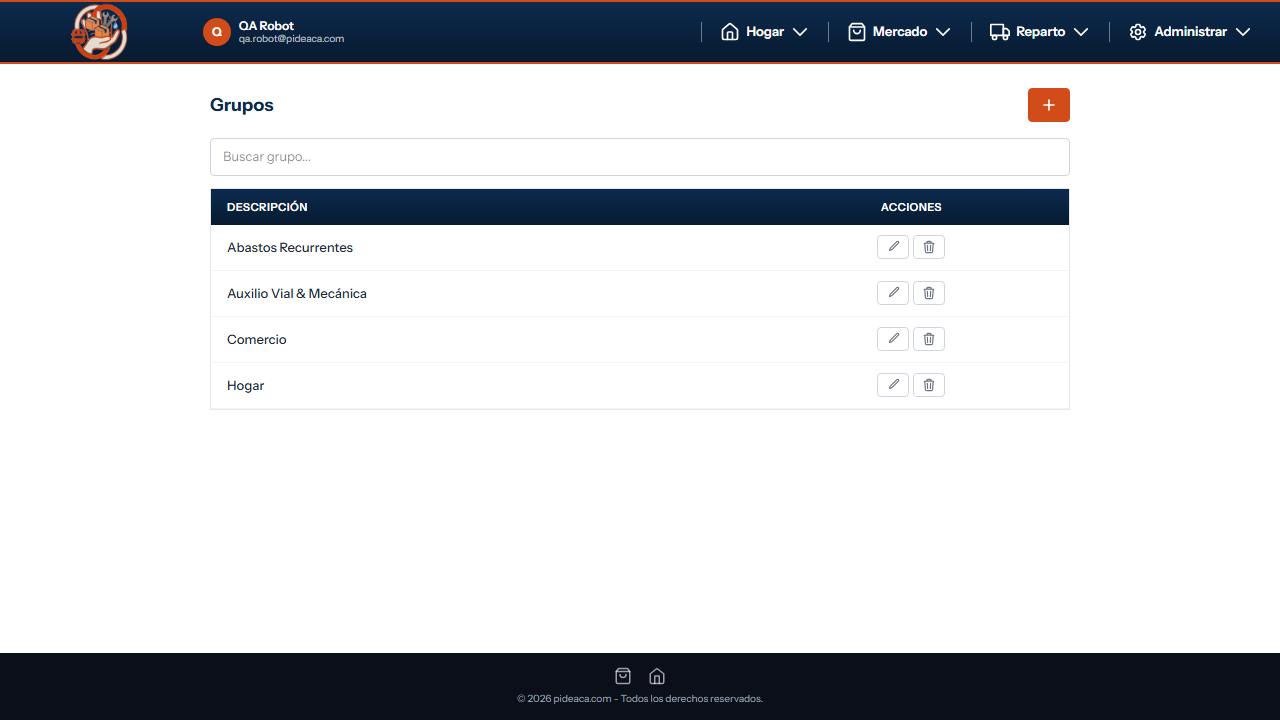 Q
QA Robot
qa.robot@pideaca.com
Hogar
Mercado
Reparto
Administrar
Grupos
+
Buscar grupo...
DESCRIPCIÓN
ACCIONES
Abastos Recurrentes
Auxilio Vial & Mecánica
Comercio
Hogar
© 2026 pideaca.com - Todos los derechos reservados.